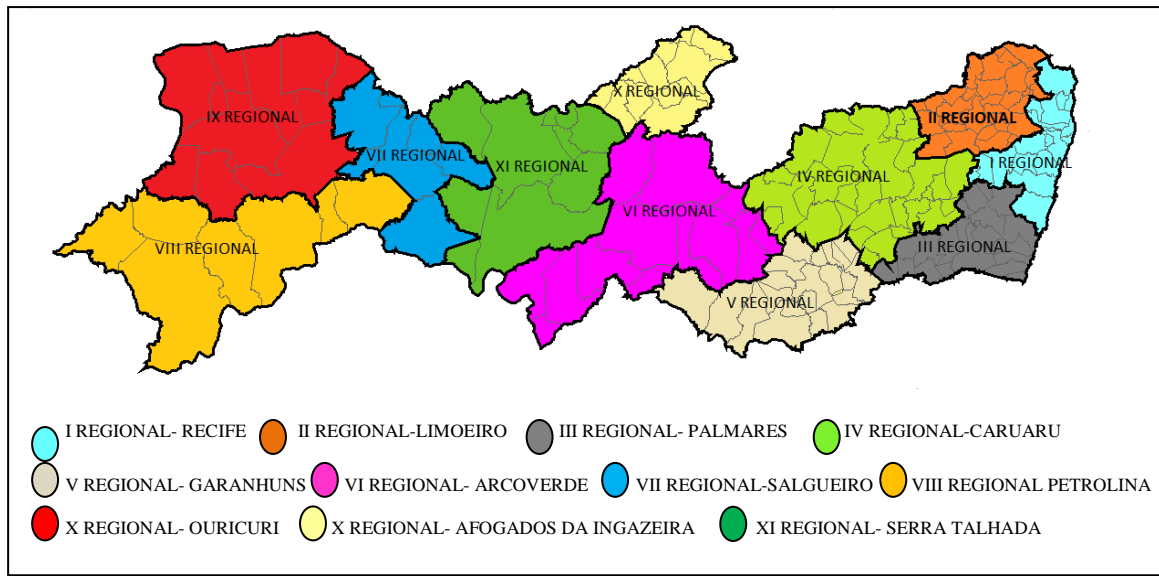 X REGIONAL
IX REGIONAL
II REGIONAL
VII REGIONAL
XI REGIONAL
I REGIONAL
IV REGIONAL
VI REGIONAL
VIII REGIONAL
III REGIONAL
V REGIONAL
I REGIONAL- RECIFE
II REGIONAL-LIMOEIRO
III REGIONAL- PALMARES
IV REGIONAL-CARUARU
V REGIONAL- GARANHUNS
VI REGIONAL- ARCOVERDE
VII REGIONAL-SALGUEIRO
VIII REGIONAL PETROLINA
X REGIONAL- OURICURI
X REGIONAL- AFOGADOS DA INGAZEIRA
XI REGIONAL- SERRA TALHADA